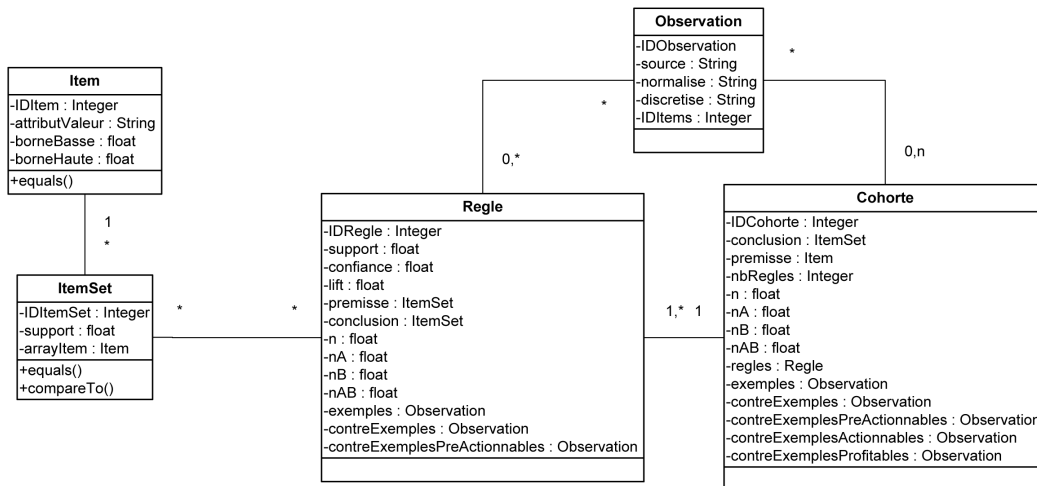 Observation
-IDObservation
-source : String
-normalise : String
-discretise : String
-IDItems : Integer
*
*
0,*
0,n
Item
-IDItem : Integer
-attributValeur : String
-borneBasse : float
-borneHaute : float
+equals()
1
*
ItemSet
-IDItemSet : Integer
-support : float
-arrayItem : Item
+equals()
+compareTo()
*
*
Regle
-IDRegle : Integer
-support : float
-confiance : float
-lift : float
-premisse : ItemSet
-conclusion : ItemSet
-n : float
-nA : float
-nB : float
-nAB : float
-exemples : Observation
-contreExemples : Observation
-contreExemplesPreActionnables : Observation
1,*
1
Cohorte
-IDCohorte : Integer
-conclusion : ItemSet
-premisse : Item
-nbRegles : Integer
-n : float
-nA : float
-nB : float
-nAB : float
-regles : Regle
-exemples : Observation
-contreExemples : Observation
-contreExemplesPreActionnables : Observation
-contreExemplesActionnables : Observation
-contreExemplesProfitables : Observation